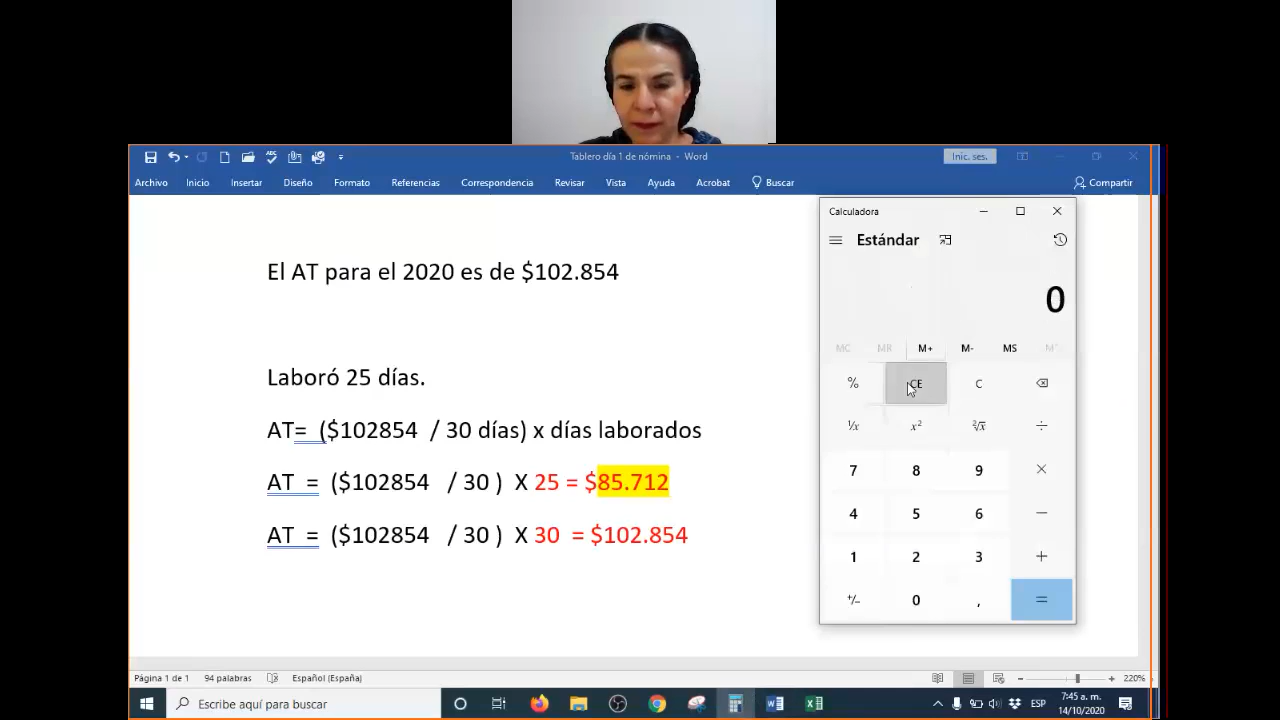 Tablero día 1 de nómina - Word
Inic. ses.
Archivo Inicio Insertar Diseño Formato Referencias Correspondencia Revisar Vista Ayuda Acrobat Buscar Compartir
El AT para el 2020 es de $102.854
Laboró 25 días.
AT= ($102854 / 30 días) x días laborados
AT = ($102854 / 30 ) X 25 = $85.712
AT = ($102854 / 30 ) X 30 = $102.854
Calculadora
Estándar
0
MC MR M+ M- MS
% CE C
¹/x x² ²√x ÷
7 8 9 ×
4 5 6 −
1 2 3 +
+/− 0 , =
Página 1 de 1 94 palabras Español (España) 220%
Escribe aquí para buscar
ESP
7:45 a. m.
14/10/2020